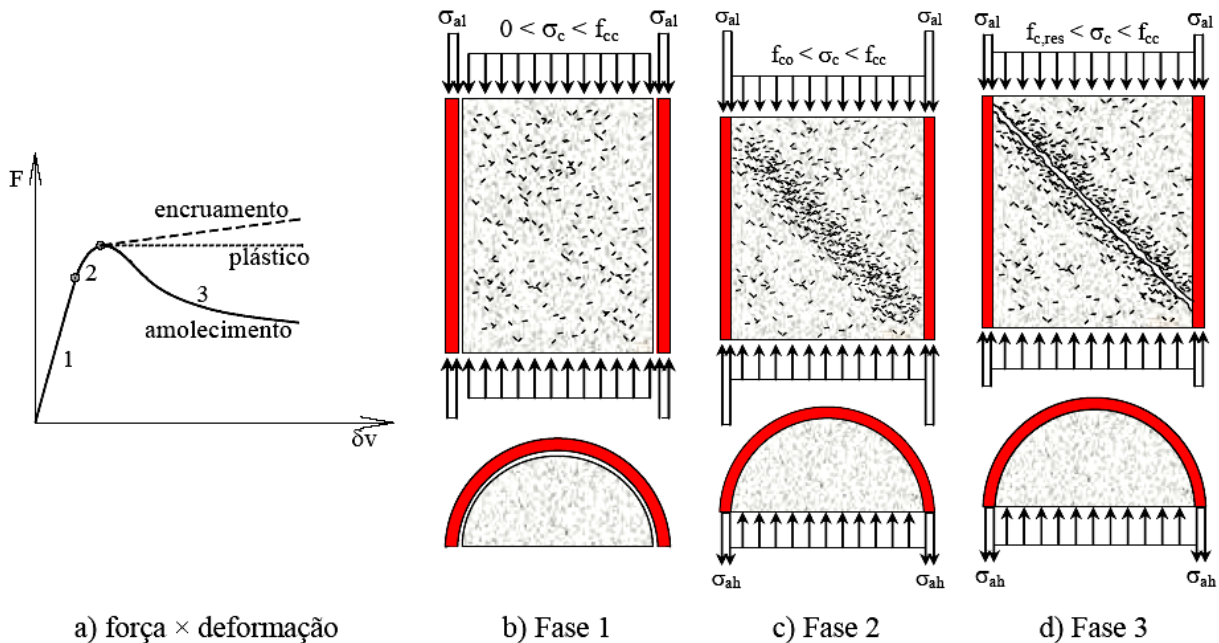 F
encruamento
plástico
2
3
amolecimento
1
δv
a) força × deformação
σal σal
0 < σc < fcc
b) Fase 1
σal σal
fco < σc < fcc
σah σah
c) Fase 2
σal σal
fc,res < σc < fcc
σah σah
d) Fase 3